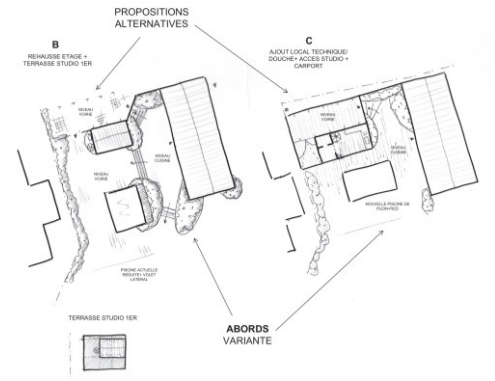 PROPOSITIONS
ALTERNATIVES
B
REHAUSSE ETAGE +
TERRASSE STUDIO 1ER
C
AJOUT LOCAL TECHNIQUE/
DOUCHE+ ACCES STUDIO +
CARPORT
NIVEAU
VOIRIE
NIVEAU
CUISINE
NIVEAU
VOIRIE
PISCINE ACTUELLE
REDUITE+ VOLET
LATERAL
NIVEAU
VOIRIE
NIVEAU
CUISINE
NOUVELLE PISCINE DE
PLEIN-PIED
TERRASSE STUDIO 1ER
ABORDS
VARIANTE